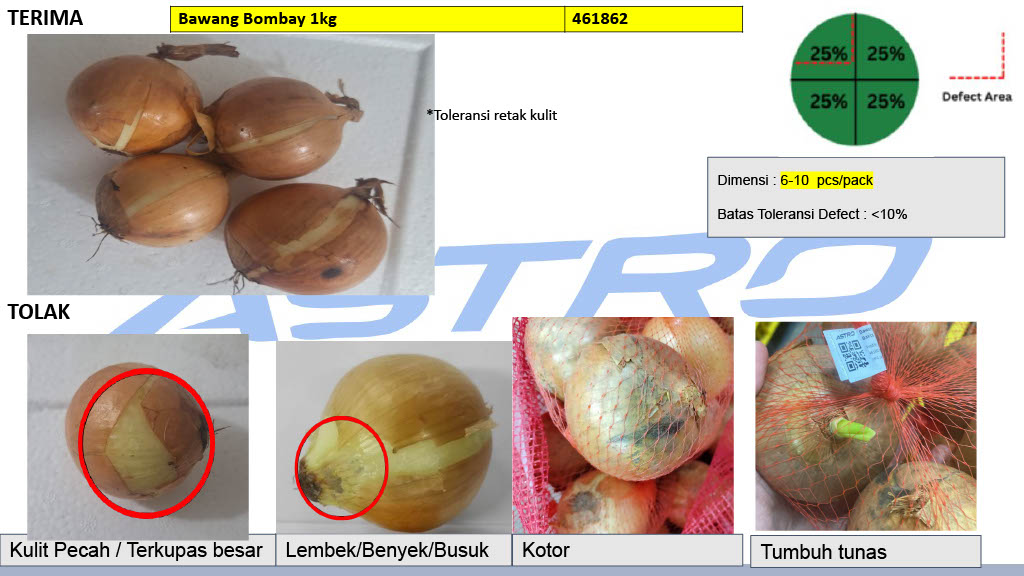 TERIMA
Bawang Bombay 1kg 461862
25% 25%
25% 25%
Defect Area
*Toleransi retak kulit
Dimensi : 6-10 pcs/pack
Batas Toleransi Defect : <10%
ASTRO
TOLAK
ASTRO
Kulit Pecah / Terkupas besar
Lembek/Benyek/Busuk
Kotor
Tumbuh tunas